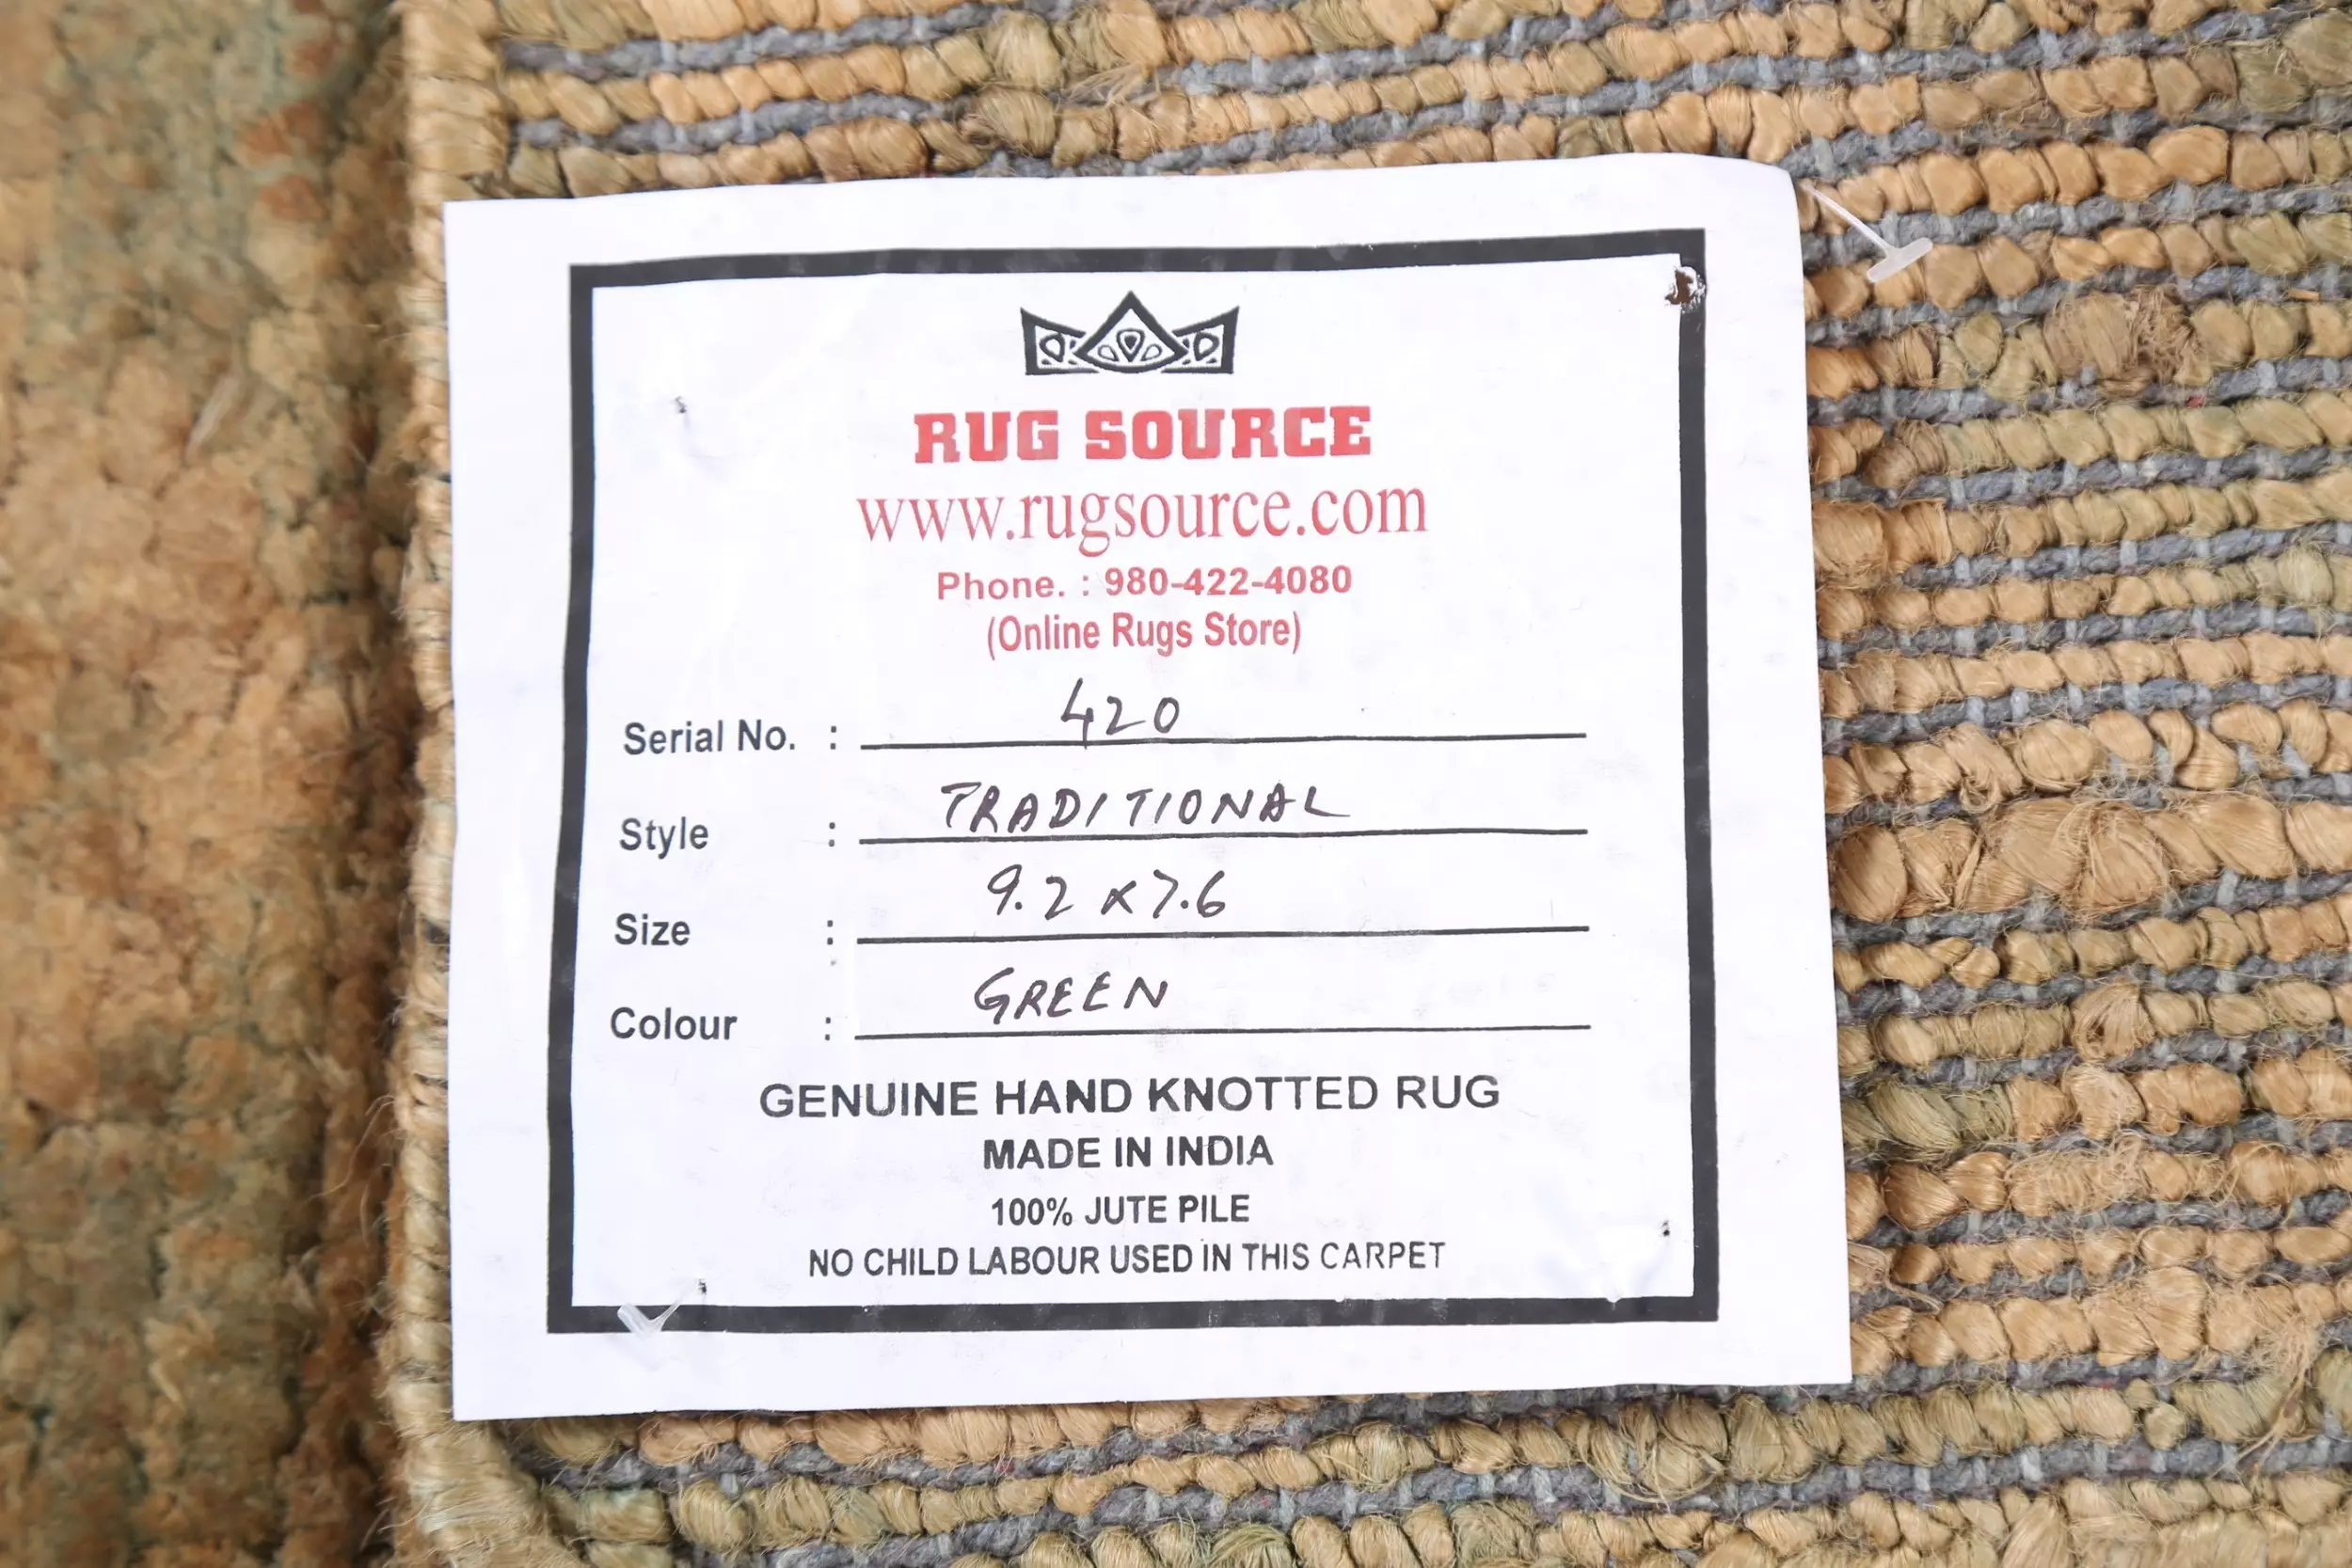 RUG SOURCE
www.rugsource.com
Phone. : 980-422-4080
(Online Rugs Store)
Serial No. : 420
Style : TRADITIONAL
Size : 9.2 x 7.6
Colour : GREEN
GENUINE HAND KNOTTED RUG
MADE IN INDIA
100% JUTE PILE
NO CHILD LABOUR USED IN THIS CARPET